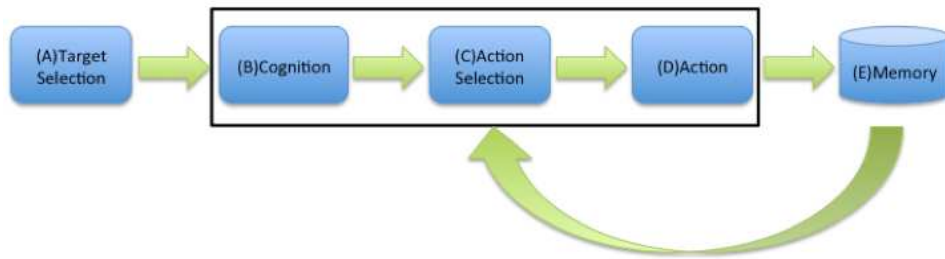 (A)Target
Selection
(B)Cognition
(C)Action
Selection
(D)Action
(E)Memory